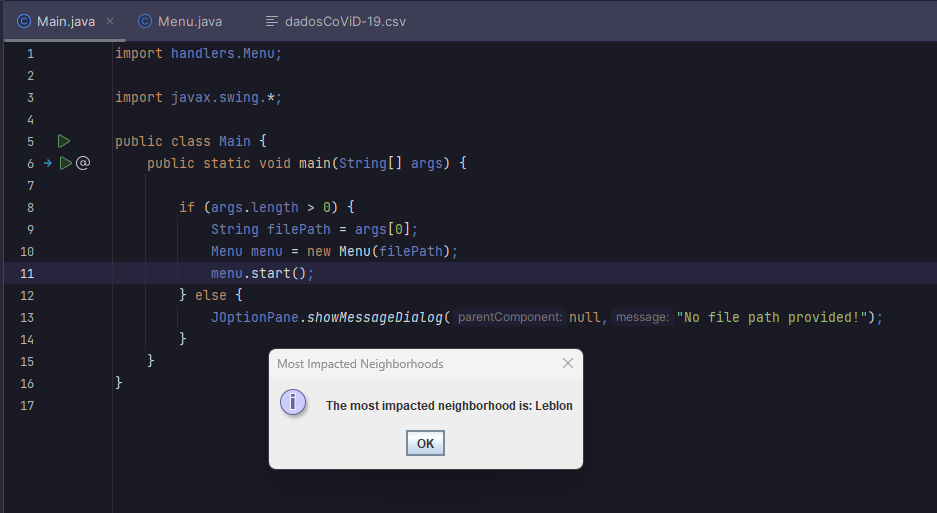 Main.java Menu.java dadosCoViD-19.csv
1 import handlers.Menu;
2
3 import javax.swing.*;
4
5 public class Main {
6 public static void main(String[] args) {
7
8 if (args.length > 0) {
9 String filePath = args[0];
10 Menu menu = new Menu(filePath);
11 menu.start();
12 } else {
13 JOptionPane.showMessageDialog( parentComponent: null, message: "No file path provided!");
14 }
15 }
16 }
17
Most Impacted Neighborhoods
The most impacted neighborhood is: Leblon
OK